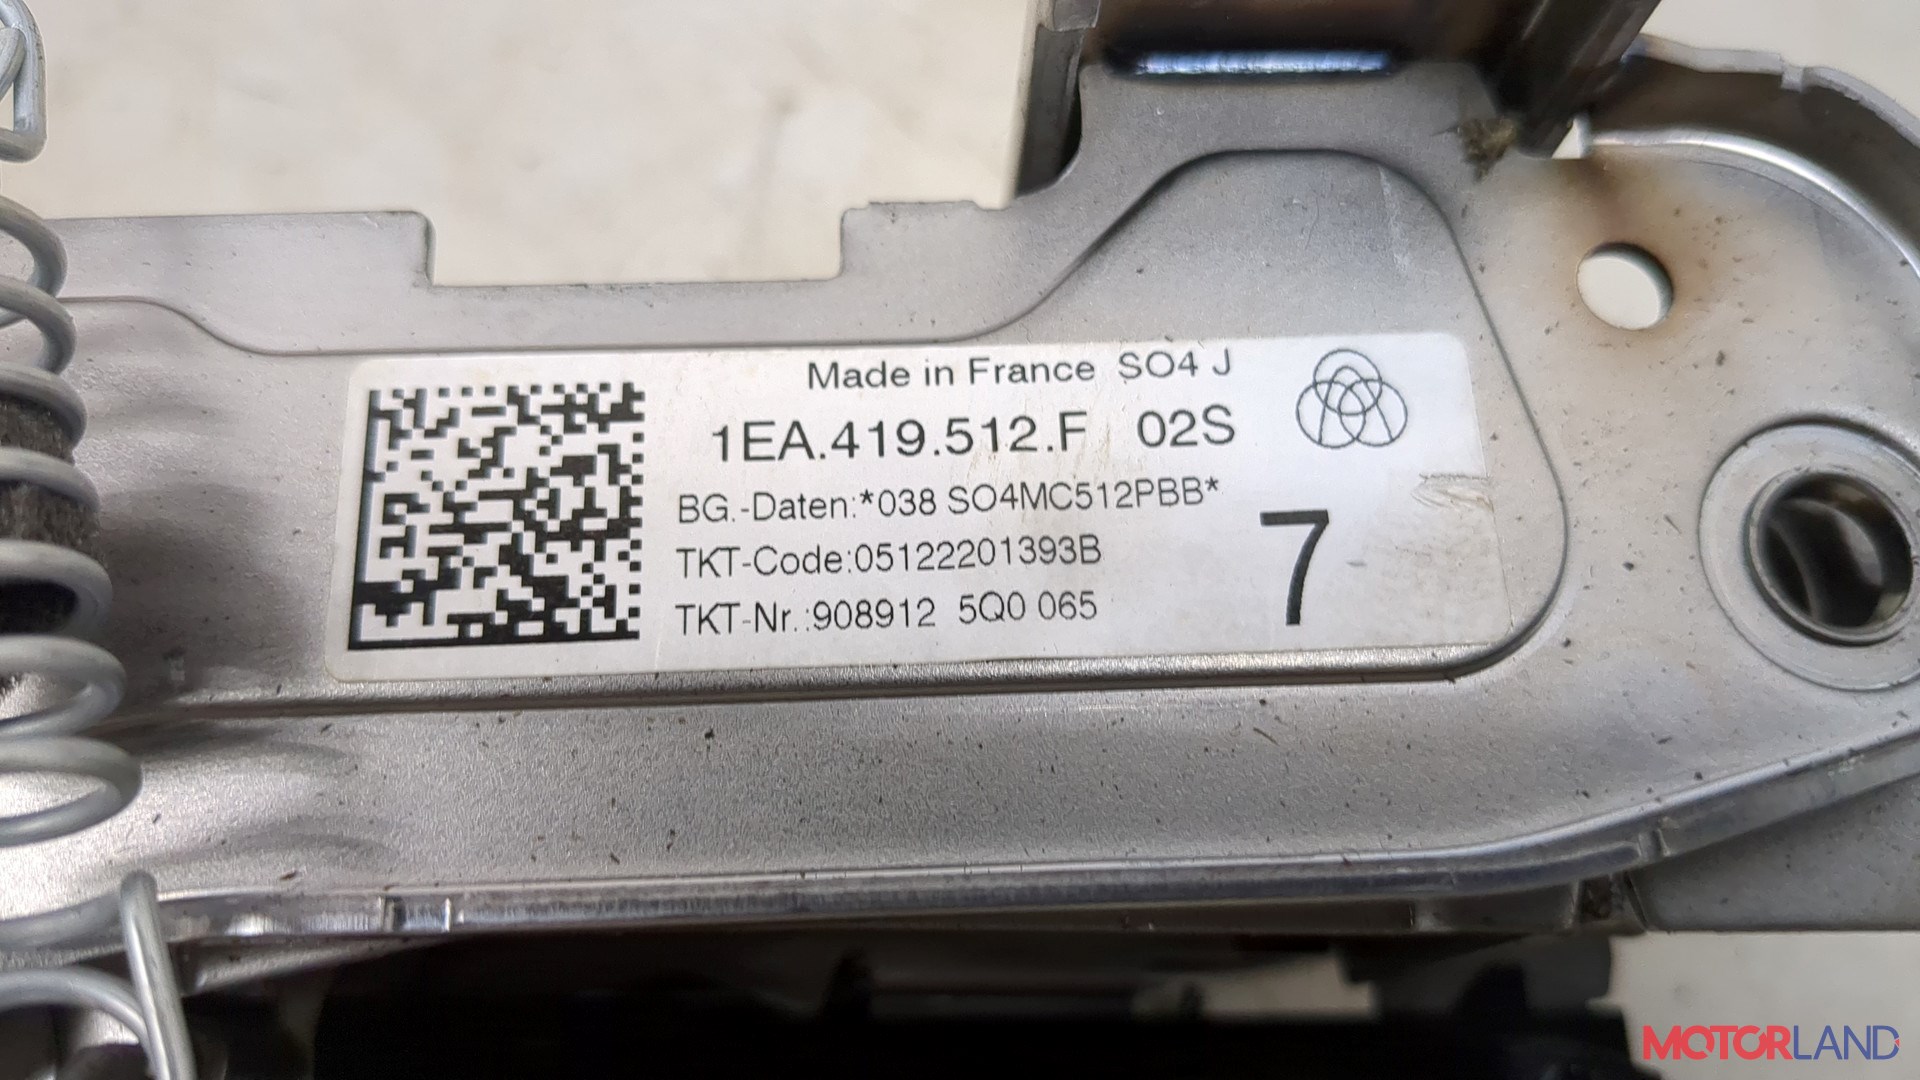 Made in France SO4 J
1EA.419.512.F 02S
BG.-Daten:*038 SO4MC512PBB*
TKT-Code:05122201393B
TKT-Nr.:908912 5Q0 065
7
MOTORLAND